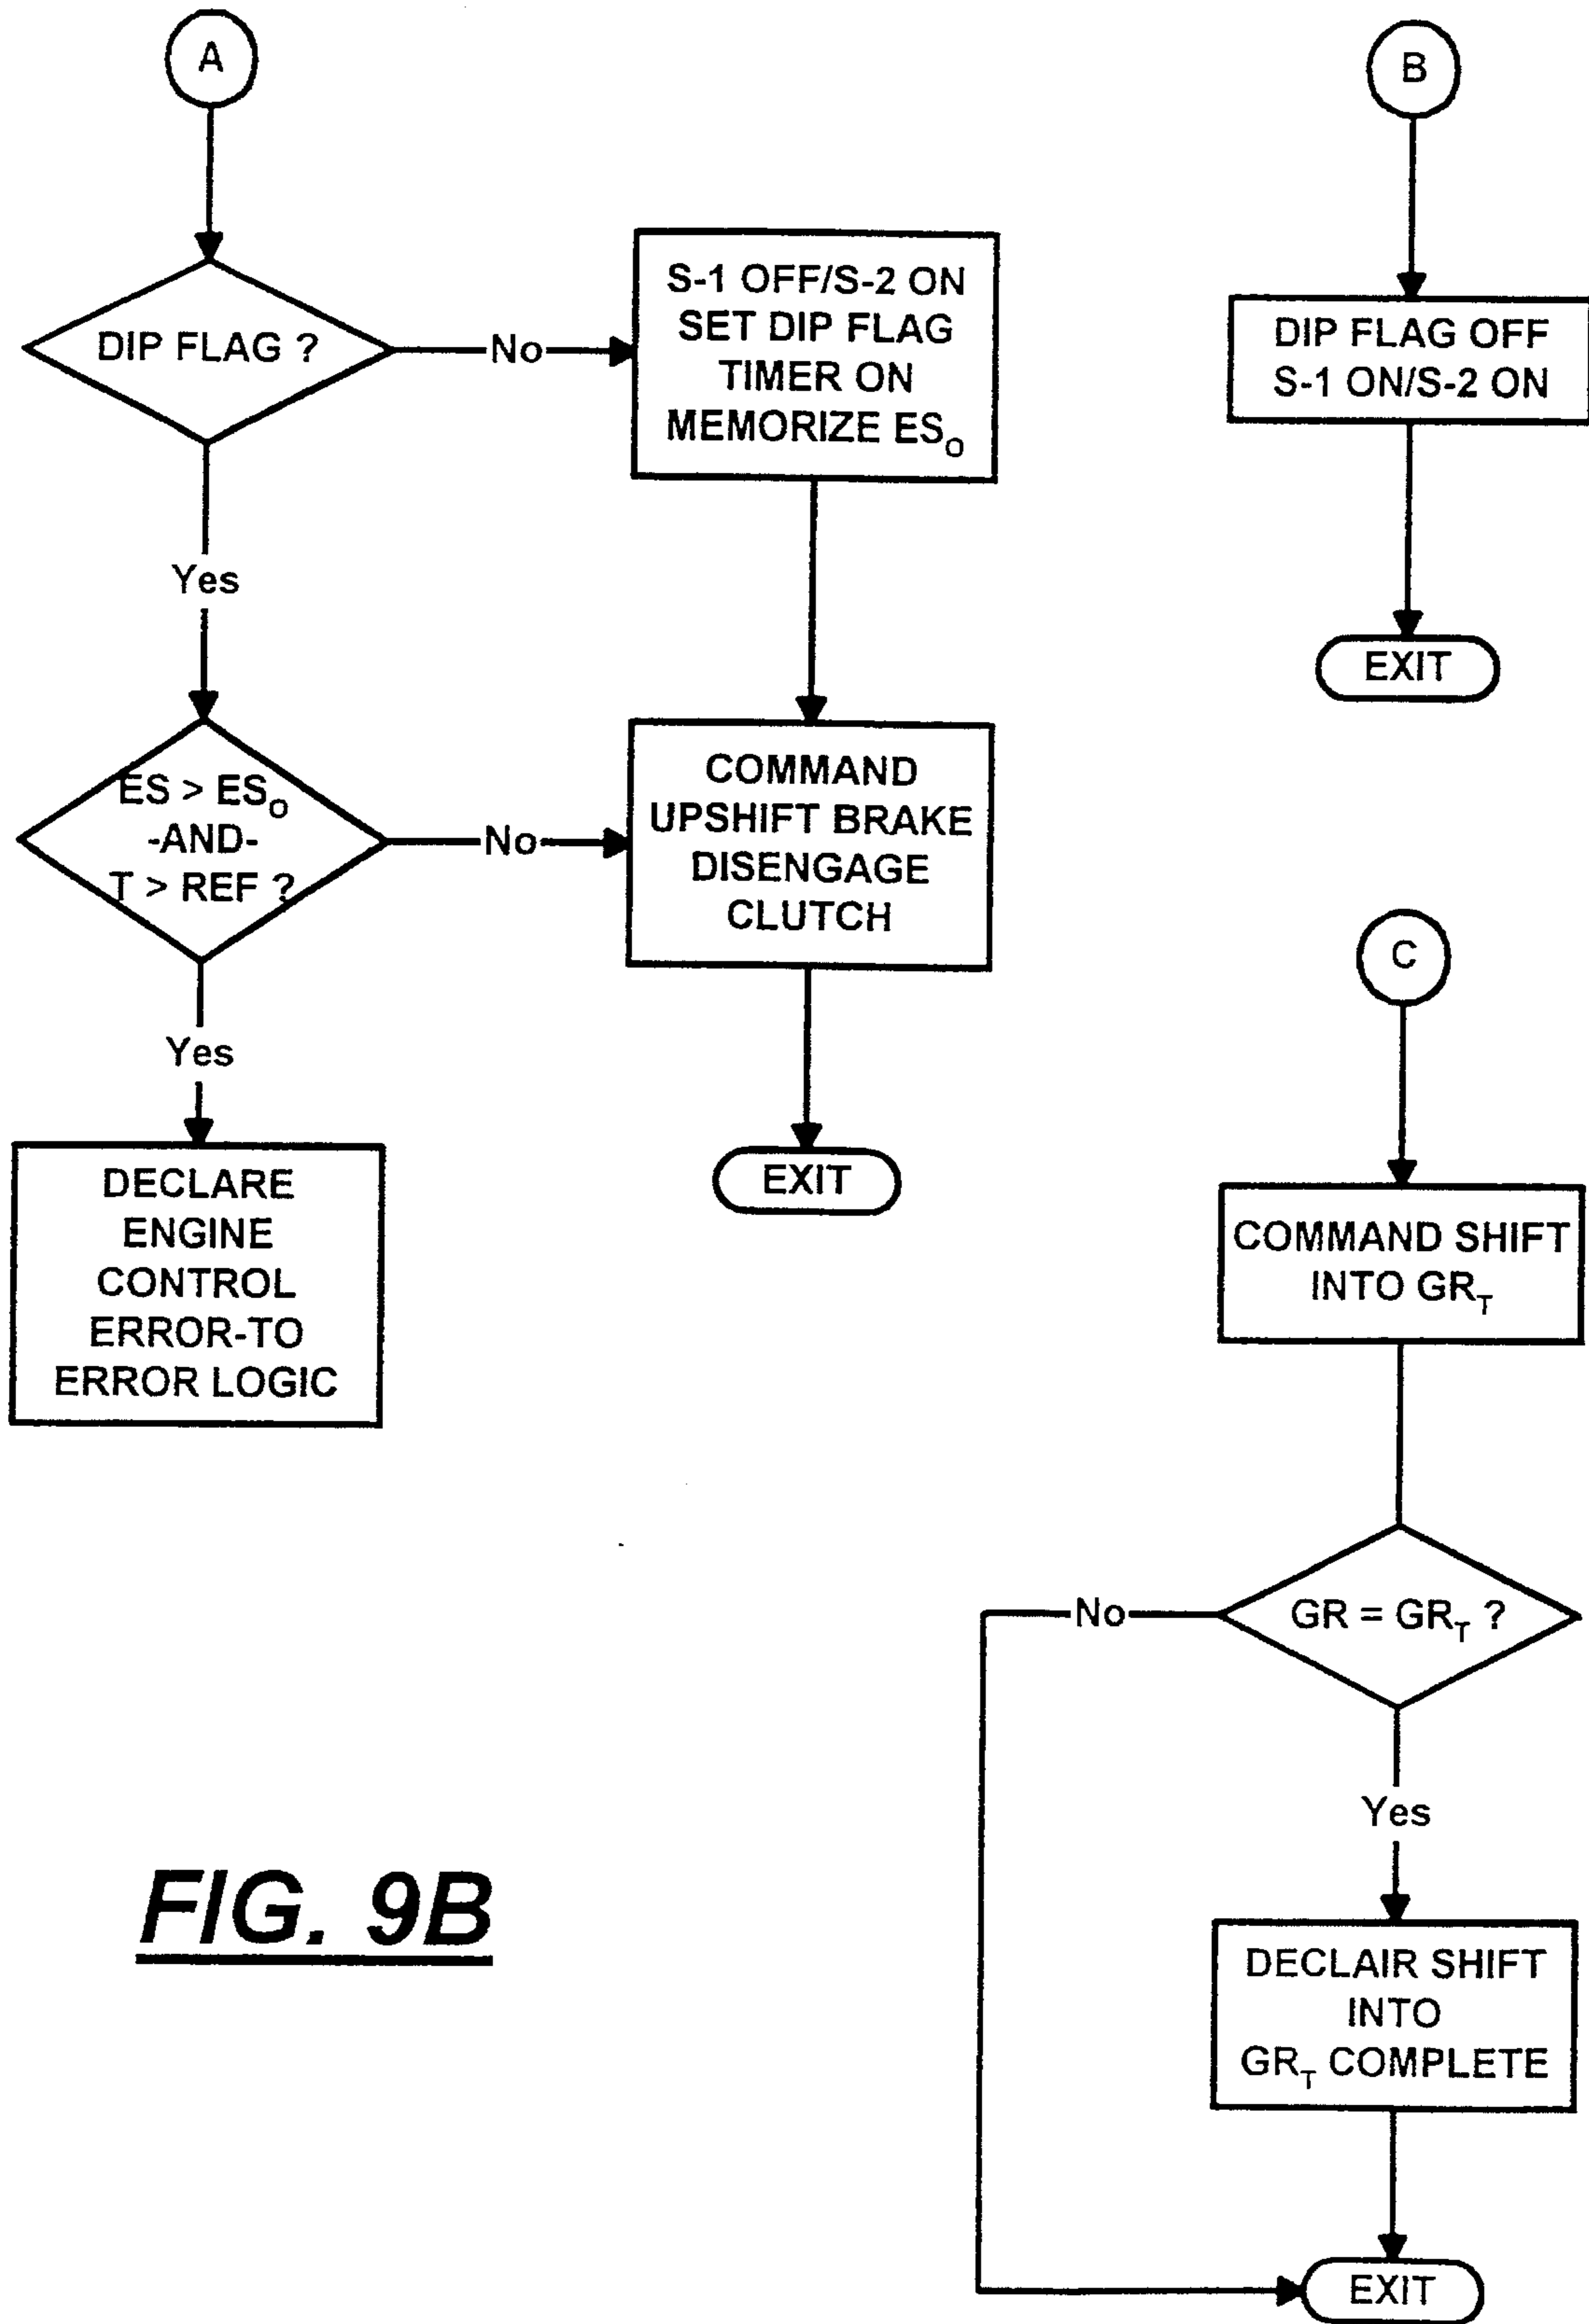 A
DIP FLAG ?
No
S-1 OFF/S-2 ON
SET DIP FLAG
TIMER ON
MEMORIZE ESO
Yes
ES > ESO
-AND-
T > REF ?
No
COMMAND
UPSHIFT BRAKE
DISENGAGE
CLUTCH
Yes
DECLARE
ENGINE
CONTROL
ERROR-TO
ERROR LOGIC
EXIT
B
DIP FLAG OFF
S-1 ON/S-2 ON
EXIT
C
COMMAND SHIFT
INTO GRT
GR = GRT ?
No
Yes
DECLAIR SHIFT
INTO
GRT COMPLETE
EXIT
FIG. 9B